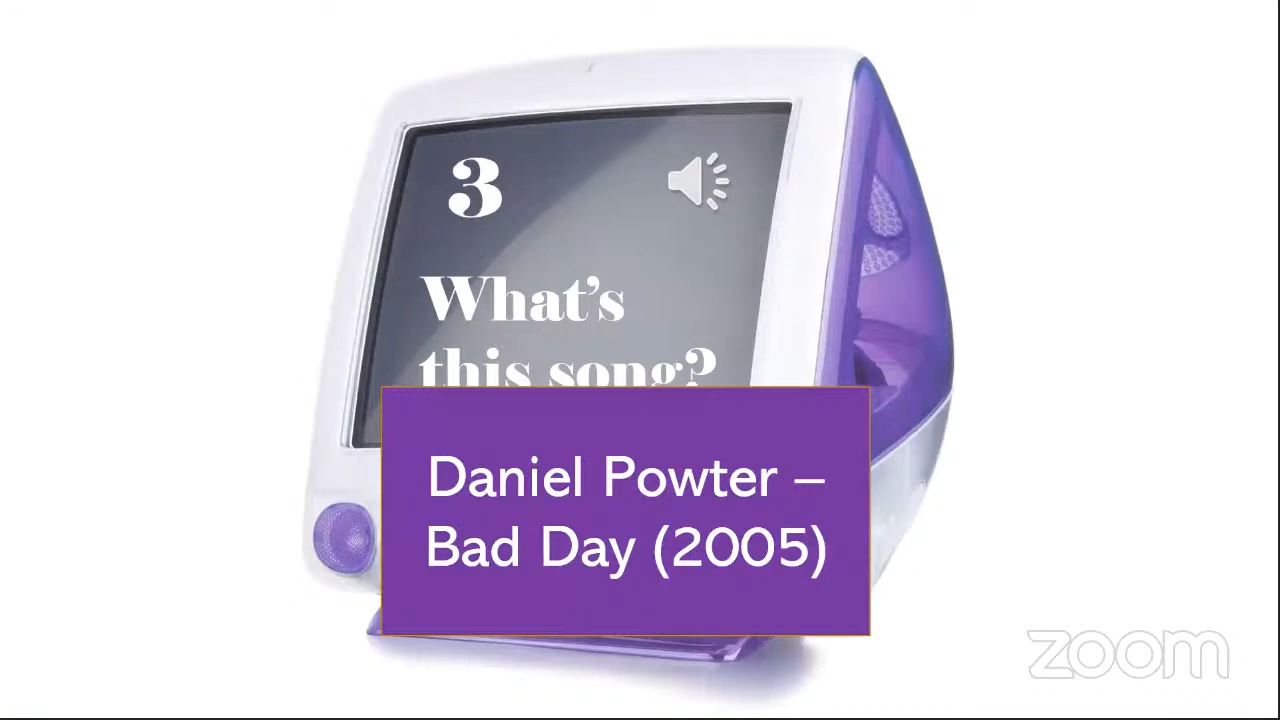 3
What's
this song?
Daniel Powter –
Bad Day (2005)
zoom